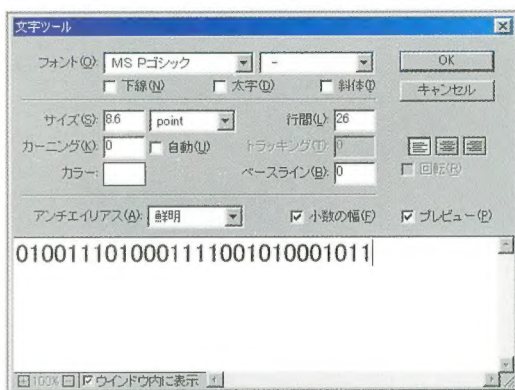 文字ツール
フォント(O): MS Pゴシック -
下線(N) 太字(D) 斜体(I)
OK
キャンセル
サイズ(S): 8.6 point 行間(L): 26
カーニング(K): 0 自動(U) トラッキング(T): 0
カラー: ベースライン(B): 0
回転(R)
アンチエイリアス(A): 鮮明 小数の幅(F) プレビュー(P)
01001110100011111001010001011
100% ウインドウ内に表示